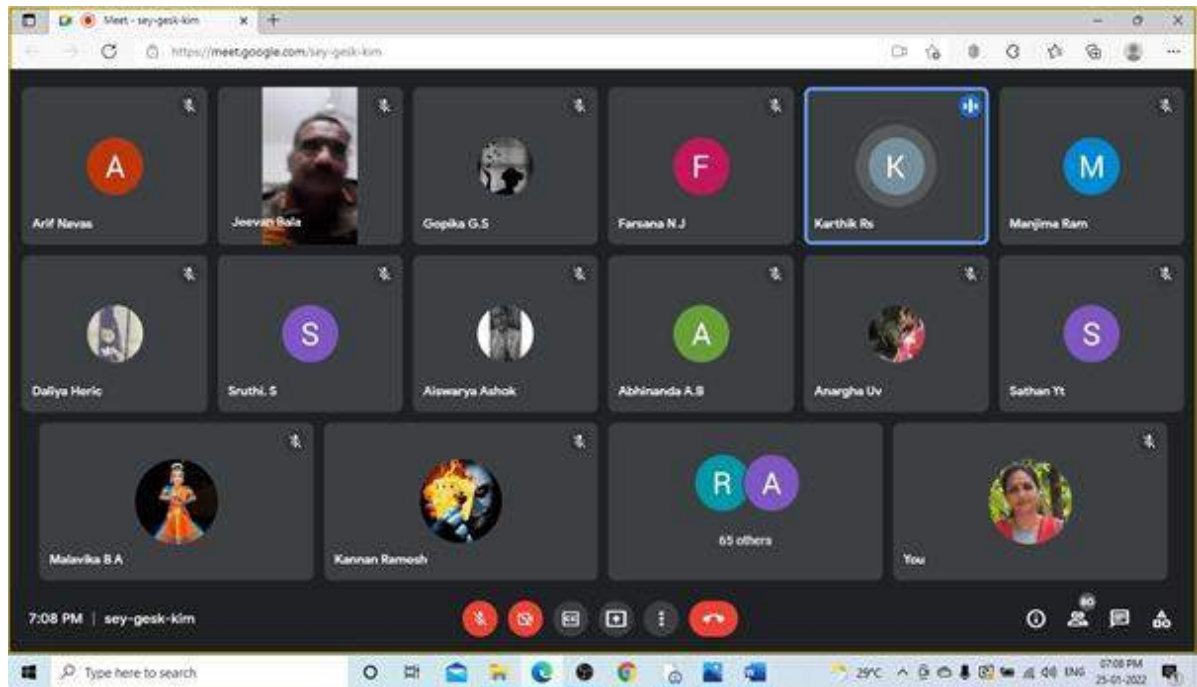 Meet - sey-gesk-kim
https://meet.google.com/sey-gesk-kim
A
F
K
M
Arif Navas
Jeevan Bala
Gopika G.S
Farsana N.J
Karthik Rs
Manjima Ram
S
A
S
Daliya Heric
Sruthi. S
Aiswarya Ashok
Abhinanda A.B
Anargha Uv
Sathan Yt
R A
65 others
Malavika B A
Kannan Ramesh
You
7:08 PM | sey-gesk-kim
80
Type here to search
29°C
ENG
07:08 PM
25-01-2022